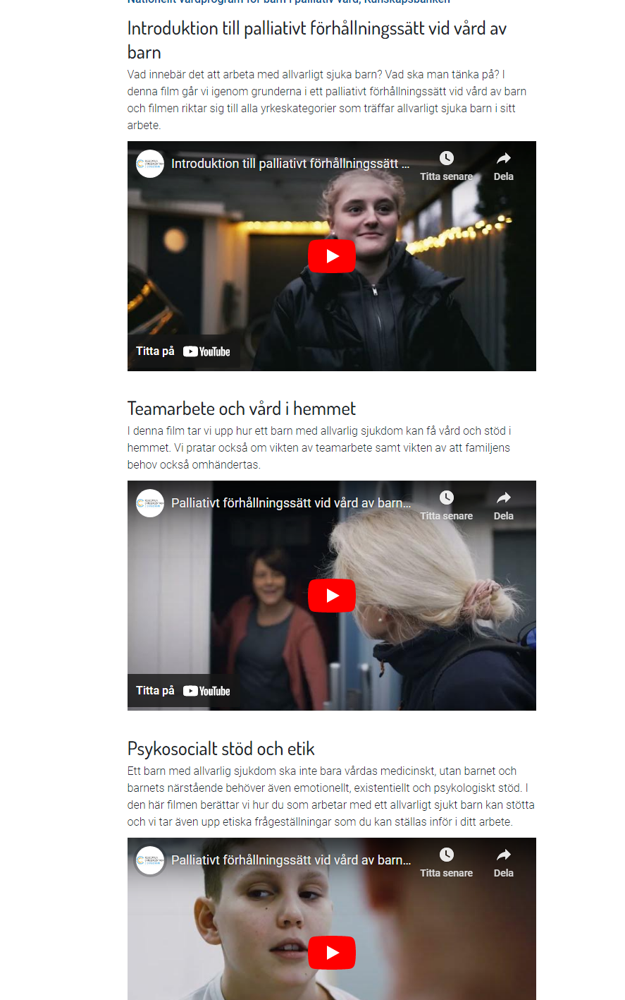 Nationellt vårdprogram för barn i palliativ vård, Kunskapsbanken
Introduktion till palliativt förhållningssätt vid vård av
barn
Vad innebär det att arbeta med allvarligt sjuka barn? Vad ska man tänka på? I
denna film går vi igenom grunderna i ett palliativt förhållningssätt vid vård av barn
och filmen riktar sig till alla yrkeskategorier som träffar allvarligt sjuka barn i sitt
arbete.
Introduktion till palliativt förhållningssätt ...
Titta senare
Dela
Titta på YouTube
Teamarbete och vård i hemmet
I denna film tar vi upp hur ett barn med allvarlig sjukdom kan få vård och stöd i
hemmet. Vi pratar också om vikten av teamarbete samt vikten av att familjens
behov också omhändertas.
Palliativt förhållningssätt vid vård av barn...
Titta senare
Dela
Titta på YouTube
Psykosocialt stöd och etik
Ett barn med allvarlig sjukdom ska inte bara vårdas medicinskt, utan barnet och
barnets närstående behöver även emotionellt, existentiellt och psykologiskt stöd. I
den här filmen berättar vi hur du som arbetar med ett allvarligt sjukt barn kan stötta
och vi tar även upp etiska frågeställningar som du kan ställas inför i ditt arbete.
Palliativt förhållningssätt vid vård av barn...
Titta senare
Dela